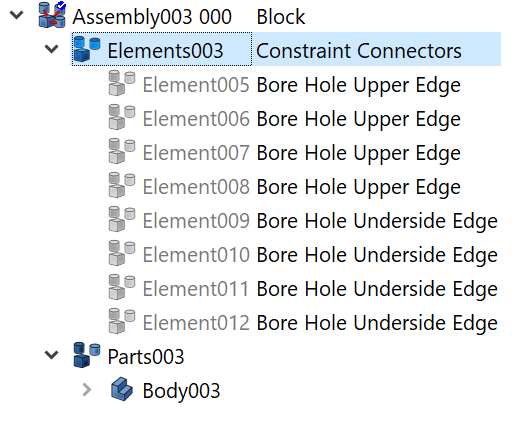 Assembly003 000 Block
Elements003 Constraint Connectors
Element005 Bore Hole Upper Edge
Element006 Bore Hole Upper Edge
Element007 Bore Hole Upper Edge
Element008 Bore Hole Upper Edge
Element009 Bore Hole Underside Edge
Element010 Bore Hole Underside Edge
Element011 Bore Hole Underside Edge
Element012 Bore Hole Underside Edge
Parts003
Body003